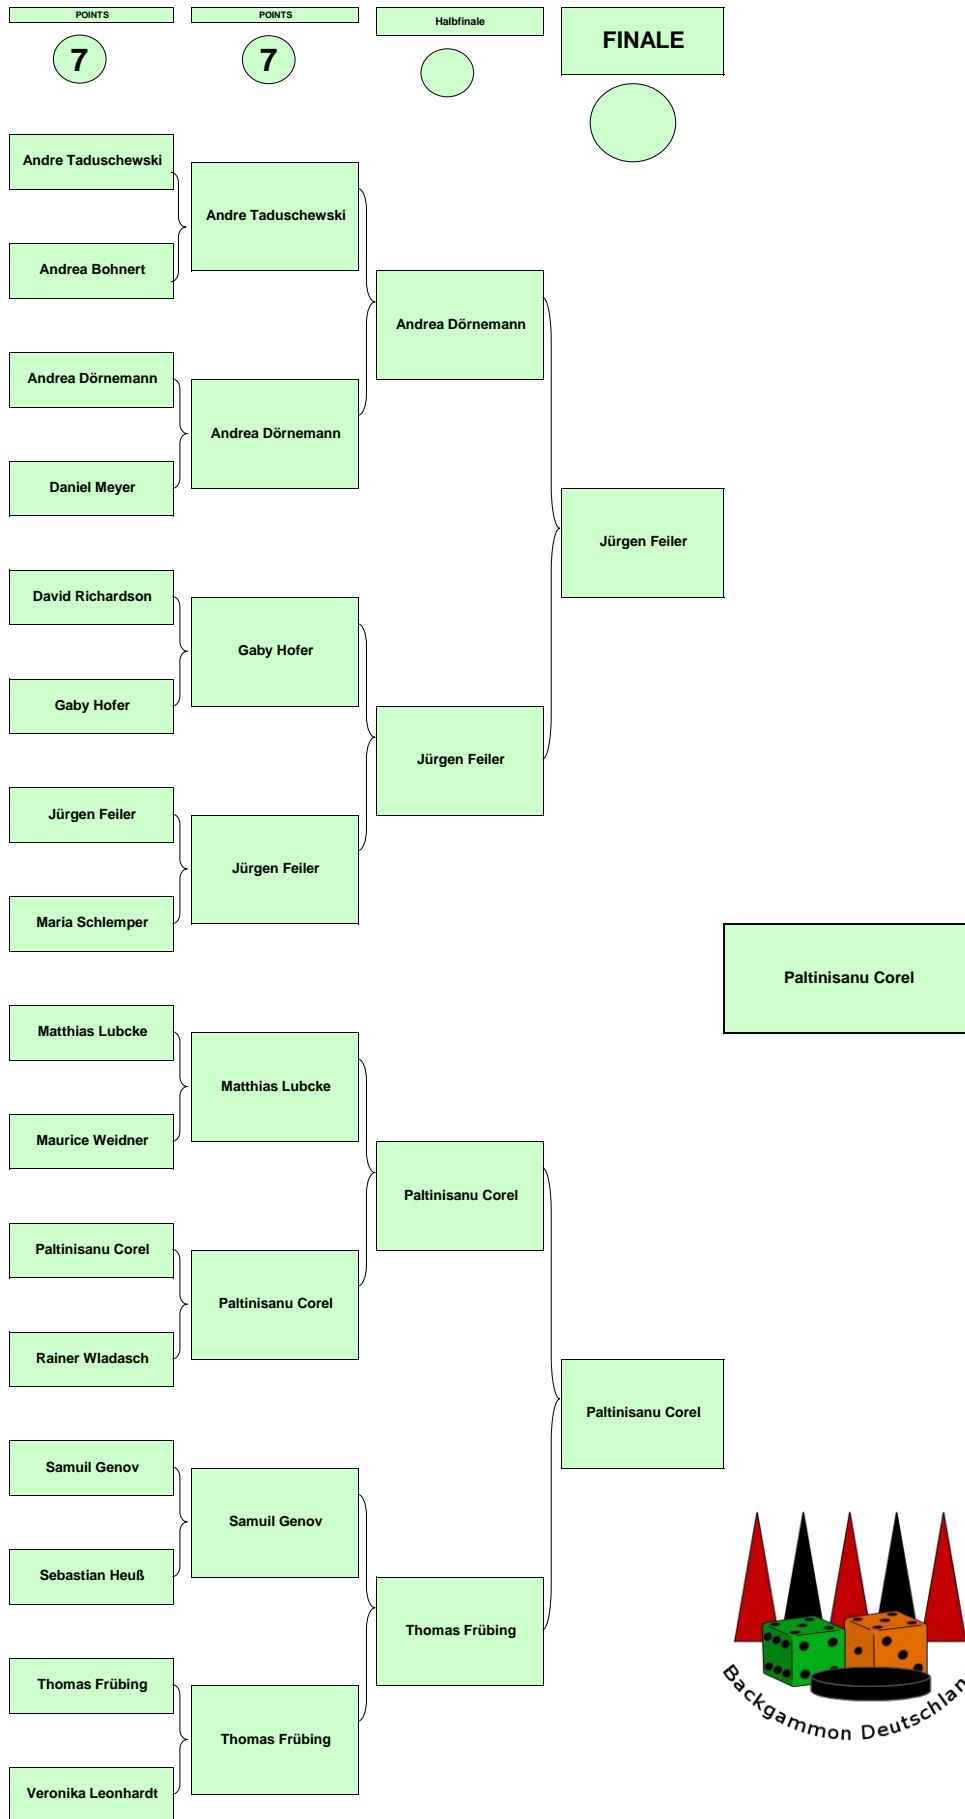 POINTS
POINTS
Halbfinale
FINALE
7
7
Andre Taduschewski
Andrea Bohnert
Andrea Dörnemann
Daniel Meyer
David Richardson
Gaby Hofer
Jürgen Feiler
Maria Schlemper
Matthias Lubcke
Maurice Weidner
Paltinisanu Corel
Rainer Wladasch
Samuil Genov
Sebastian Heuß
Thomas Frübing
Veronika Leonhardt
Andre Taduschewski
Andrea Dörnemann
Gaby Hofer
Jürgen Feiler
Matthias Lubcke
Paltinisanu Corel
Samuil Genov
Thomas Frübing
Andrea Dörnemann
Jürgen Feiler
Paltinisanu Corel
Thomas Frübing
Jürgen Feiler
Paltinisanu Corel
Paltinisanu Corel
Backgammon Deutschlan